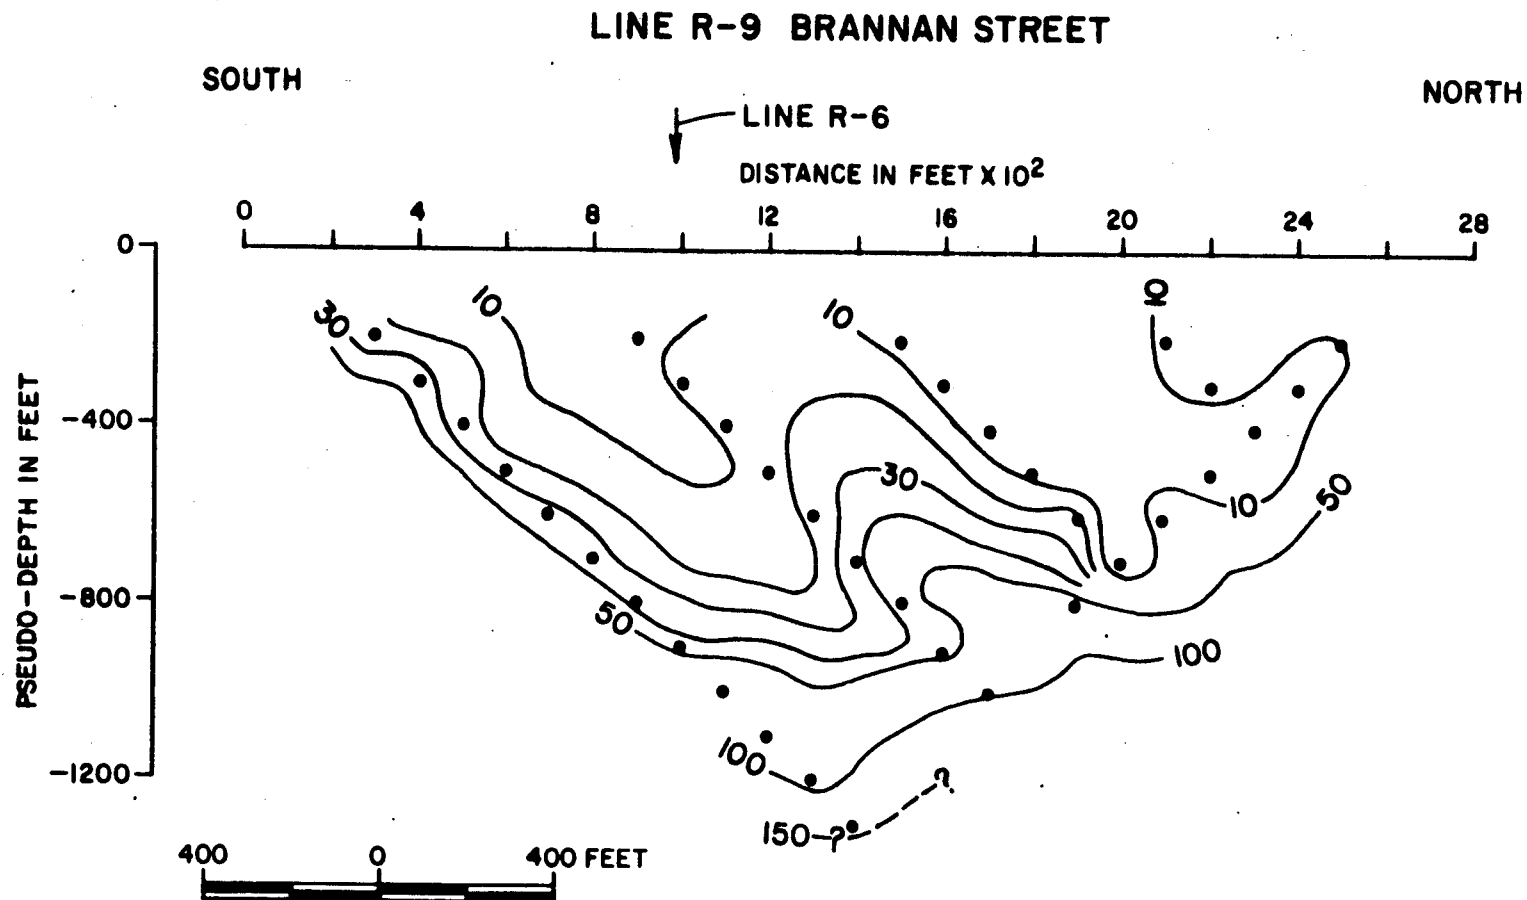 LINE R-9 BRANNAN STREET
SOUTH
NORTH
LINE R-6
DISTANCE IN FEET X 10²
0 4 8 12 16 20 24 28
PSEUDO-DEPTH IN FEET
0
-400
-800
-1200
30
10
10
10
30
10
50
50
100
100
150-?
?
400 0 400 FEET